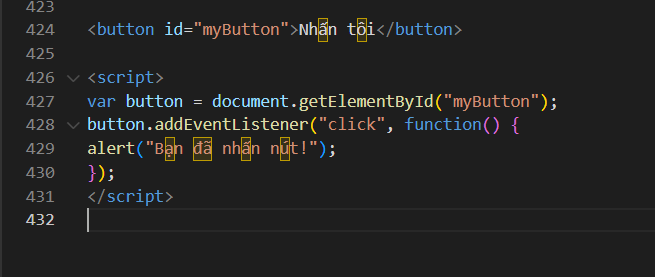 423
424 <button id="myButton">Nhấn tôi</button>
425
426 <script>
427 var button = document.getElementById("myButton");
428 button.addEventListener("click", function() {
429 alert("Bạn đã nhấn nút!");
430 });
431 </script>
432